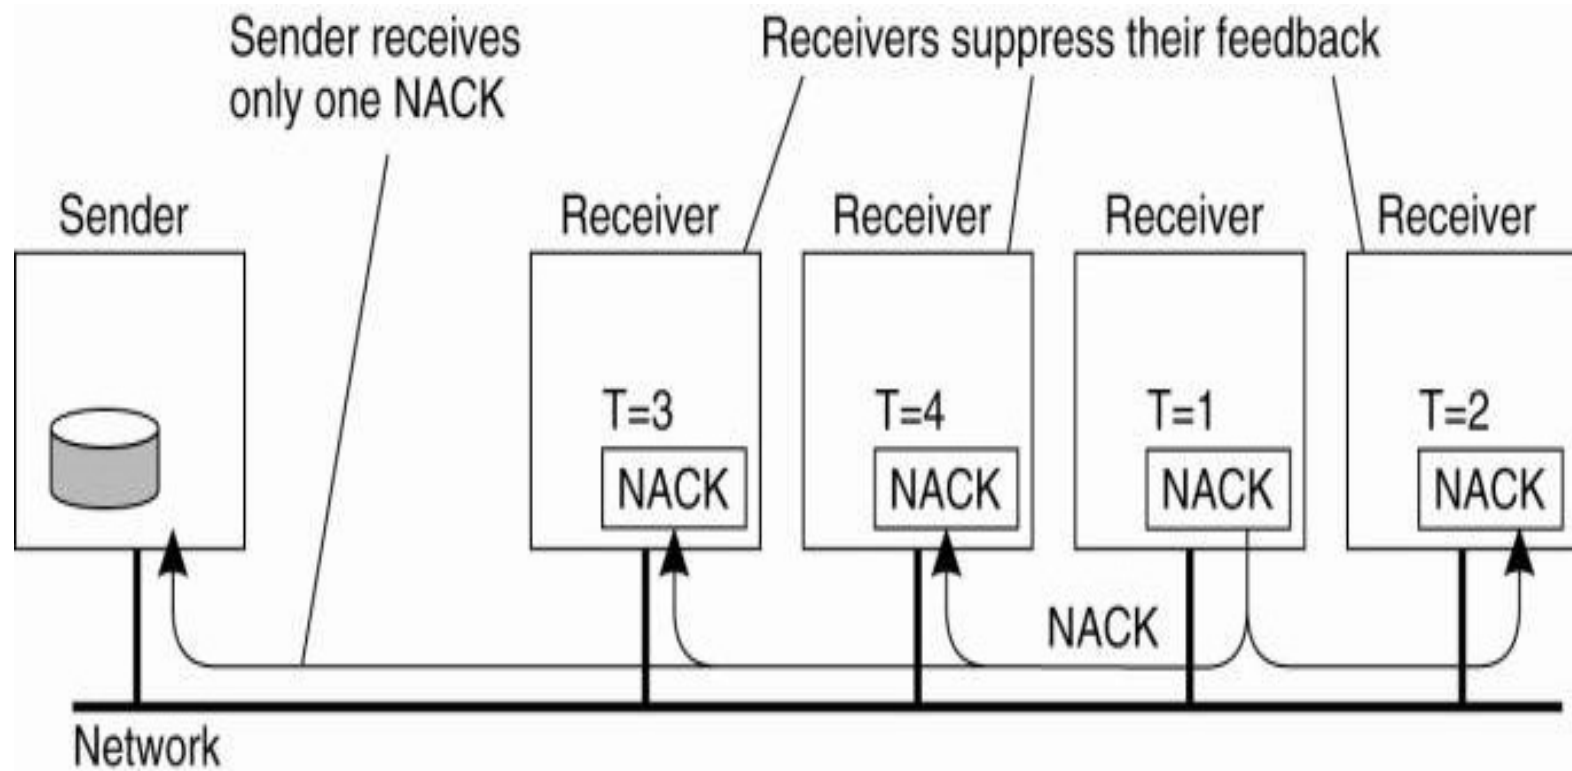 Sender receives
only one NACK
Receivers suppress their feedback
Sender
Receiver
Receiver
Receiver
Receiver
T=3
T=4
T=1
T=2
NACK
NACK
NACK
NACK
NACK
Network